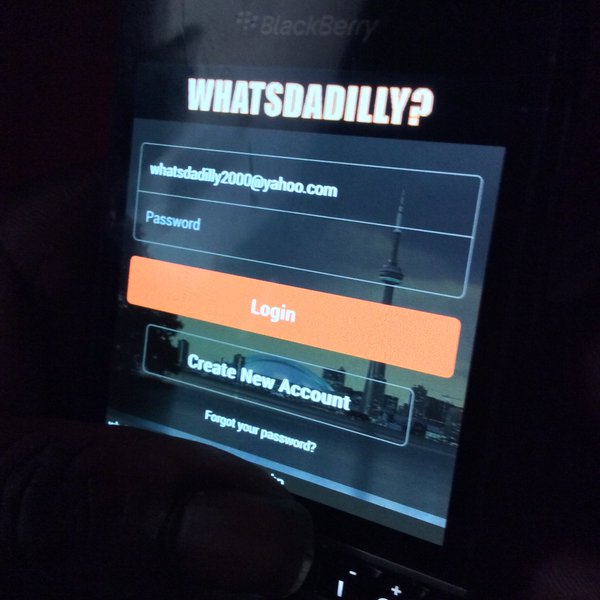 BlackBerry
WHATSDADILLY?
whatsdadilly2000@yahoo.com
Password
Login
Create New Account
Forgot your password?